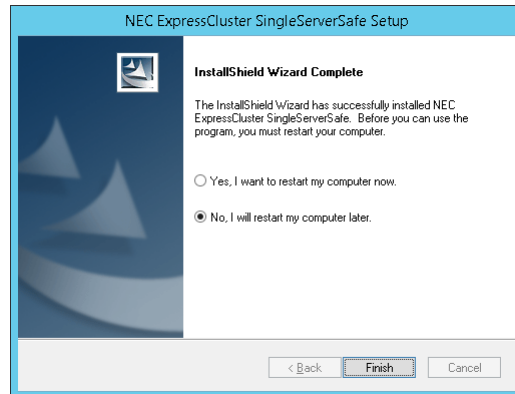 NEC ExpressCluster SingleServerSafe Setup
InstallShield Wizard Complete
The InstallShield Wizard has successfully installed NEC
ExpressCluster SingleServerSafe. Before you can use the
program, you must restart your computer.
Yes, I want to restart my computer now.
No, I will restart my computer later.
< Back Finish Cancel